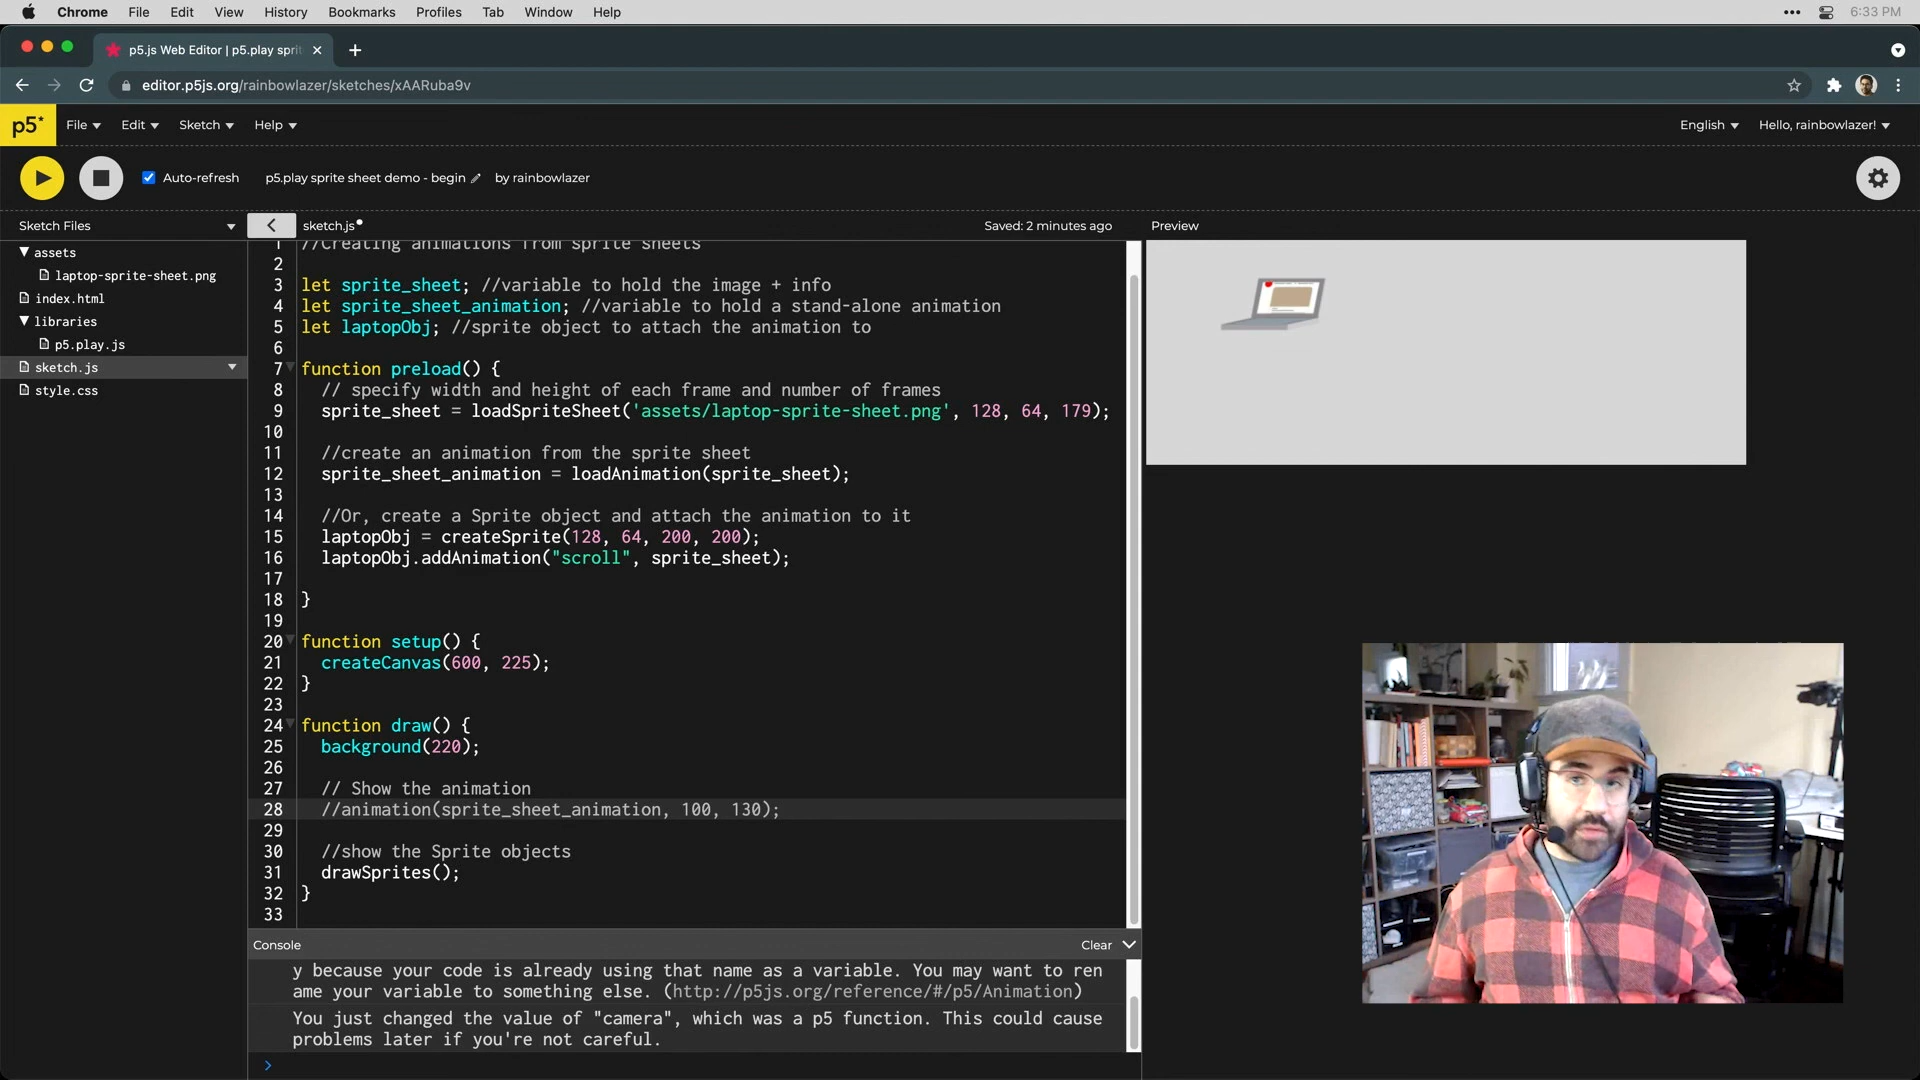 Chrome File Edit View History Bookmarks Profiles Tab Window Help 6:33 PM
p5.js Web Editor | p5.play sprit
editor.p5js.org/rainbowlazer/sketches/xAARuba9v
p5* File Edit Sketch Help English Hello, rainbowlazer!
Auto-refresh p5.play sprite sheet demo - begin by rainbowlazer
Sketch Files sketch.js Saved: 2 minutes ago Preview
assets
laptop-sprite-sheet.png
index.html
libraries
p5.play.js
sketch.js
style.css
1 //Creating animations from sprite sheets
2
3 let sprite_sheet; //variable to hold the image + info
4 let sprite_sheet_animation; //variable to hold a stand-alone animation
5 let laptopObj; //sprite object to attach the animation to
6
7 function preload() {
8 // specify width and height of each frame and number of frames
9 sprite_sheet = loadSpriteSheet('assets/laptop-sprite-sheet.png', 128, 64, 179);
10
11 //create an animation from the sprite sheet
12 sprite_sheet_animation = loadAnimation(sprite_sheet);
13
14 //Or, create a Sprite object and attach the animation to it
15 laptopObj = createSprite(128, 64, 200, 200);
16 laptopObj.addAnimation("scroll", sprite_sheet);
17
18 }
19
20 function setup() {
21 createCanvas(600, 225);
22 }
23
24 function draw() {
25 background(220);
26
27 // Show the animation
28 //animation(sprite_sheet_animation, 100, 130);
29
30 //show the Sprite objects
31 drawSprites();
32 }
33
Console Clear
y because your code is already using that name as a variable. You may want to ren
ame your variable to something else. (http://p5js.org/reference/#/p5/Animation)
You just changed the value of "camera", which was a p5 function. This could cause
problems later if you're not careful.
>